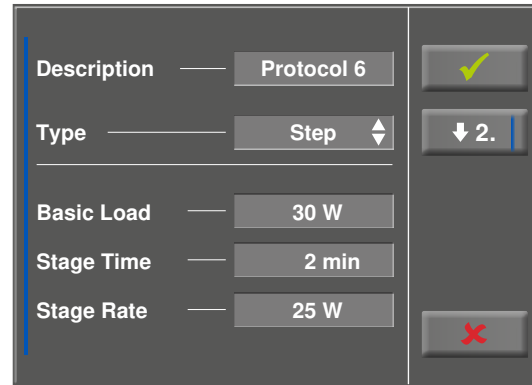 Description Protocol 6
Type Step 2.
Basic Load 30 W
Stage Time 2 min
Stage Rate 25 W